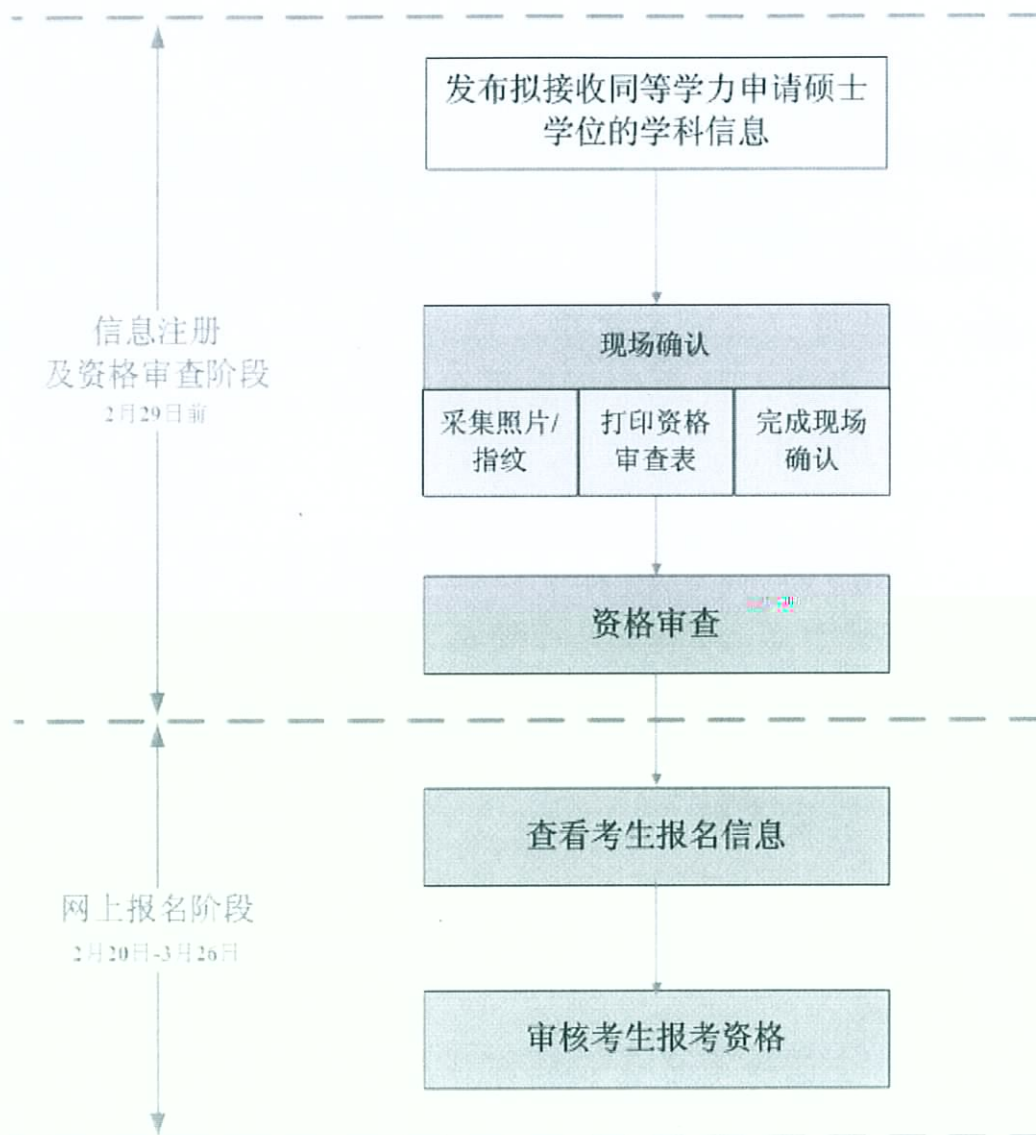 发布拟接收同等学力申请硕士
学位的学科信息
信息注册
及资格审查阶段
2月29日前
现场确认
采集照片/
指纹
打印资格
审查表
完成现场
确认
资格审查
查看考生报名信息
网上报名阶段
2月20日-3月26日
审核考生报考资格